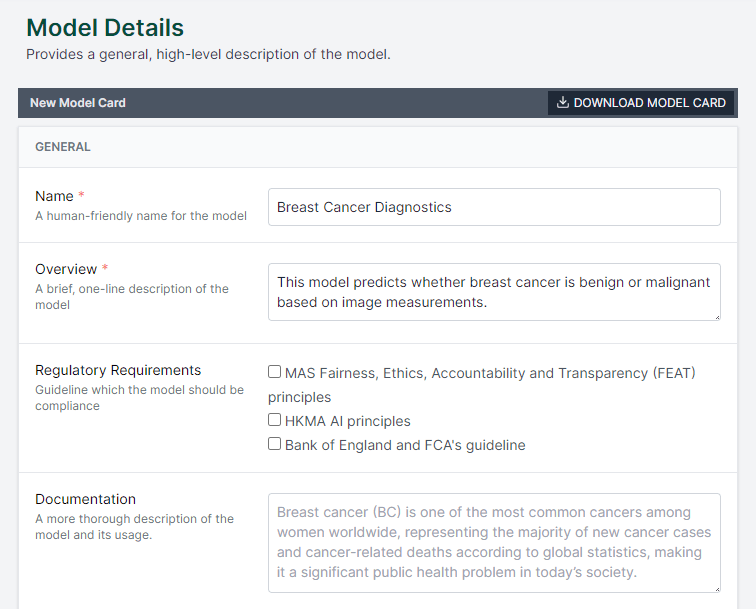 Model Details
Provides a general, high-level description of the model.
New Model Card
DOWNLOAD MODEL CARD
GENERAL
Name *
A human-friendly name for the model
Breast Cancer Diagnostics
Overview *
A brief, one-line description of the
model
This model predicts whether breast cancer is benign or malignant
based on image measurements.
Regulatory Requirements
Guideline which the model should be
compliance
MAS Fairness, Ethics, Accountability and Transparency (FEAT)
principles
HKMA AI principles
Bank of England and FCA's guideline
Documentation
A more thorough description of the
model and its usage.
Breast cancer (BC) is one of the most common cancers among
women worldwide, representing the majority of new cancer cases
and cancer-related deaths according to global statistics, making
it a significant public health problem in today’s society.